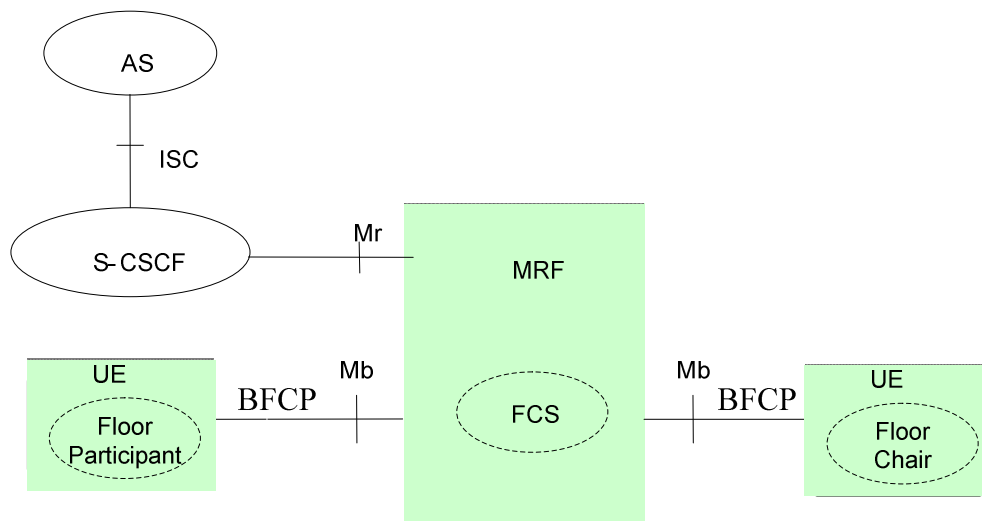 AS
ISC
S-CSCF
Mr
MRF
UE
Floor
Participant
BFCP
Mb
FCS
Mb
BFCP
UE
Floor
Chair